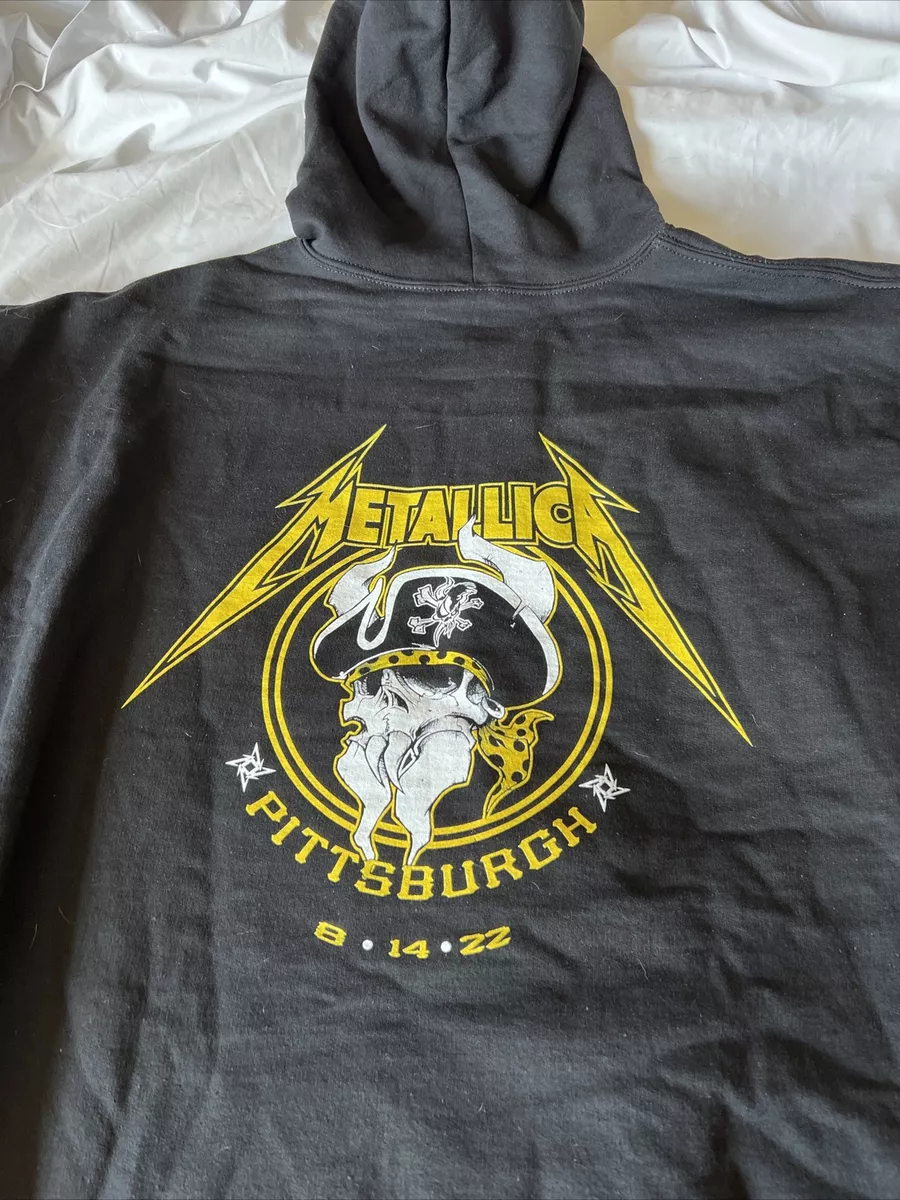 METALLICA
PITTSBURGH
8 • 14 • 22